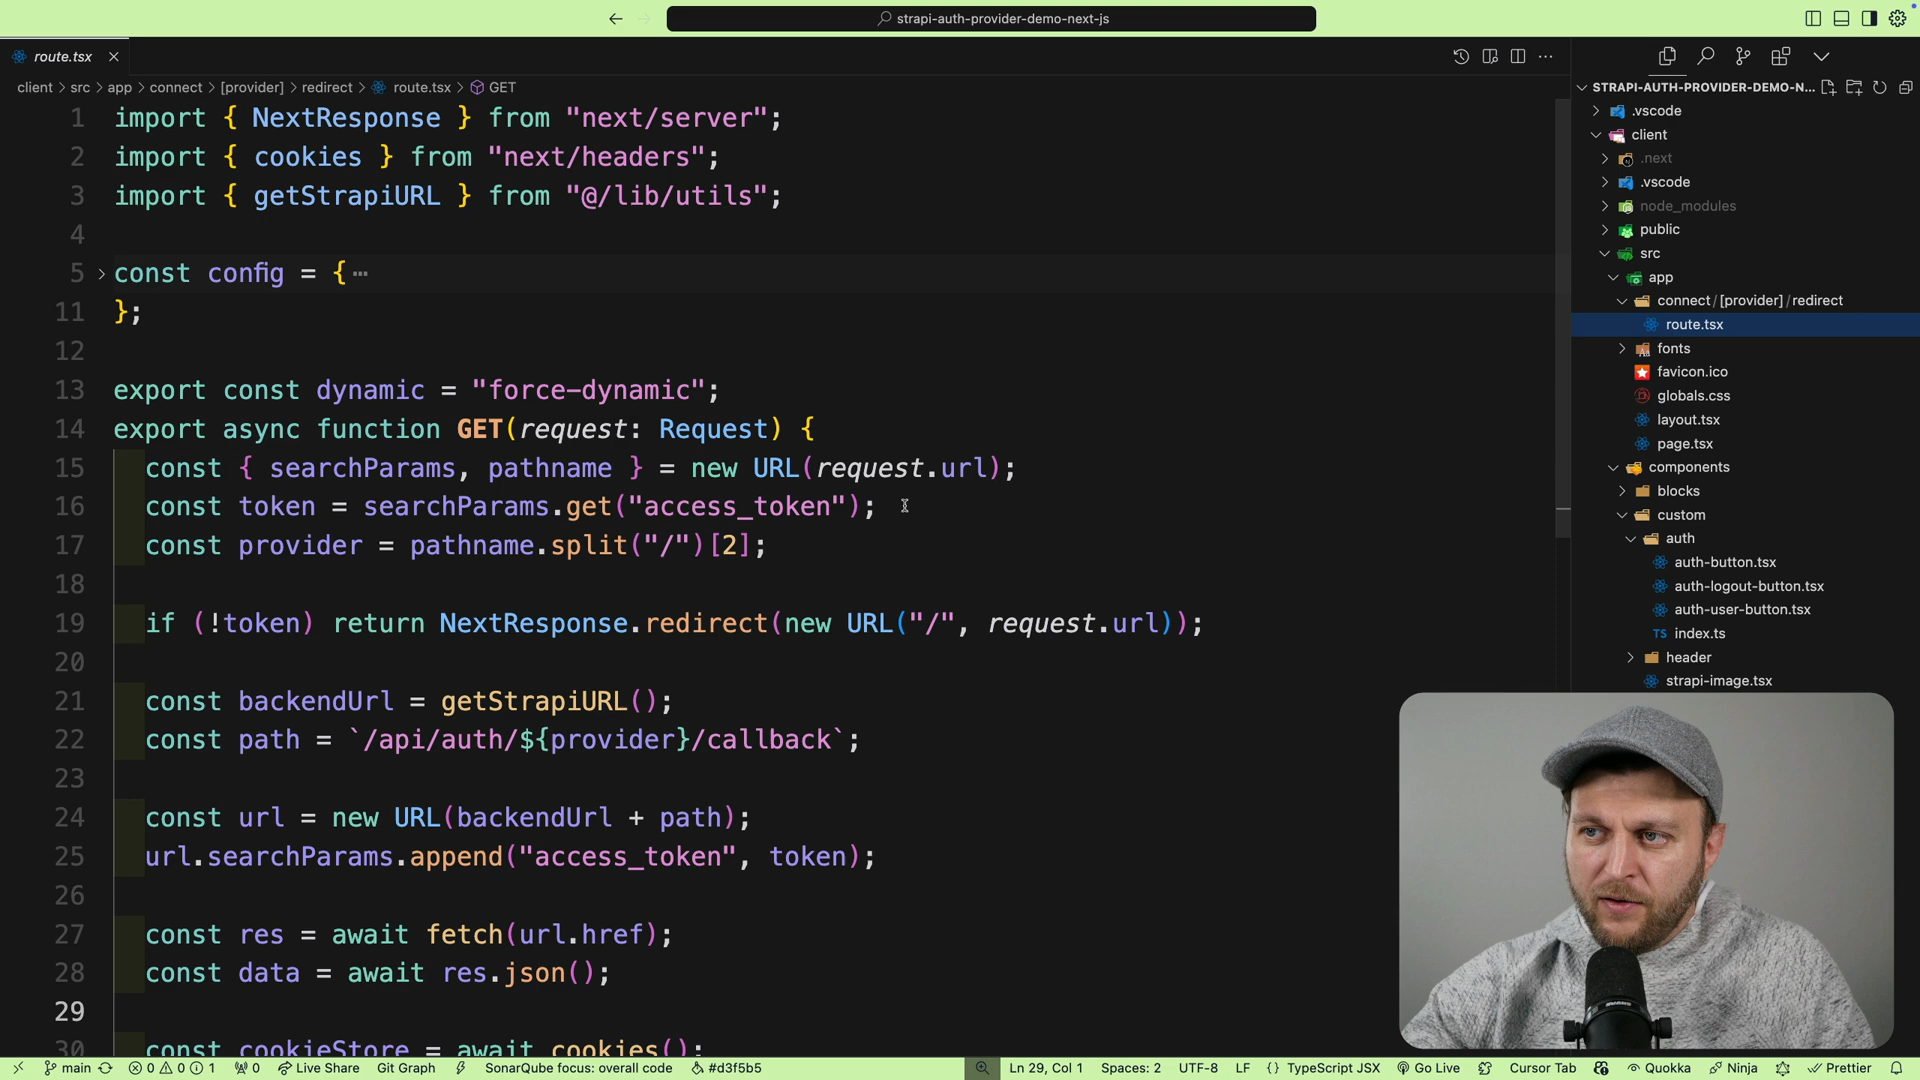 strapi-auth-provider-demo-next-js
route.tsx
client > src > app > connect > [provider] > redirect > route.tsx > GET
1 import { NextResponse } from "next/server";
2 import { cookies } from "next/headers";
3 import { getStrapiURL } from "@/lib/utils";
4
5 const config = {⋯
11 };
12
13 export const dynamic = "force-dynamic";
14 export async function GET(request: Request) {
15 const { searchParams, pathname } = new URL(request.url);
16 const token = searchParams.get("access_token");
17 const provider = pathname.split("/")[2];
18
19 if (!token) return NextResponse.redirect(new URL("/", request.url));
20
21 const backendUrl = getStrapiURL();
22 const path = `/api/auth/${provider}/callback`;
23
24 const url = new URL(backendUrl + path);
25 url.searchParams.append("access_token", token);
26
27 const res = await fetch(url.href);
28 const data = await res.json();
29
30 const cookieStore = await cookies();
STRAPI-AUTH-PROVIDER-DEMO-N...
.vscode
client
.next
.vscode
node_modules
public
src
app
connect/[provider]/redirect
route.tsx
fonts
favicon.ico
globals.css
layout.tsx
page.tsx
components
blocks
custom
auth
auth-button.tsx
auth-logout-button.tsx
auth-user-button.tsx
TS index.ts
header
strapi-image.tsx
main 0 0 1 0 Live Share Git Graph SonarQube focus: overall code #d3f5b5 Ln 29, Col 1 Spaces: 2 UTF-8 LF {} TypeScript JSX Go Live Cursor Tab Quokka Ninja Prettier